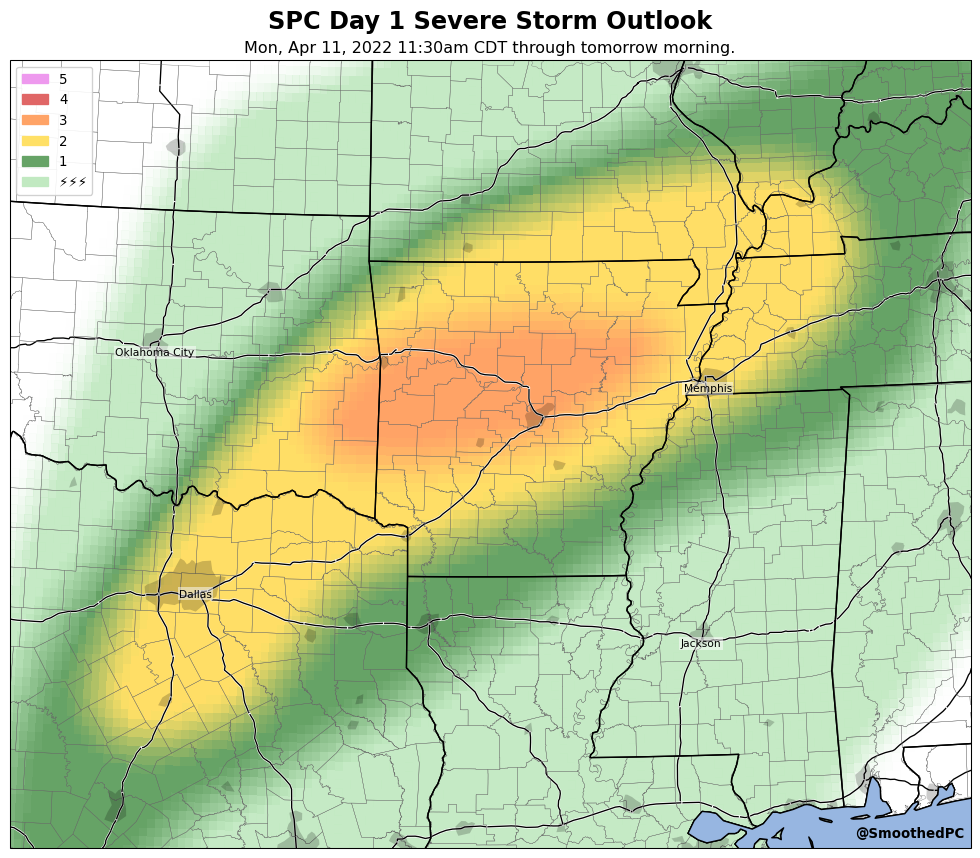 SPC Day 1 Severe Storm Outlook
Mon, Apr 11, 2022 11:30am CDT through tomorrow morning.
5
4
3
2
1
⚡⚡⚡
Oklahoma City
Memphis
Dallas
Jackson
@SmoothedPC